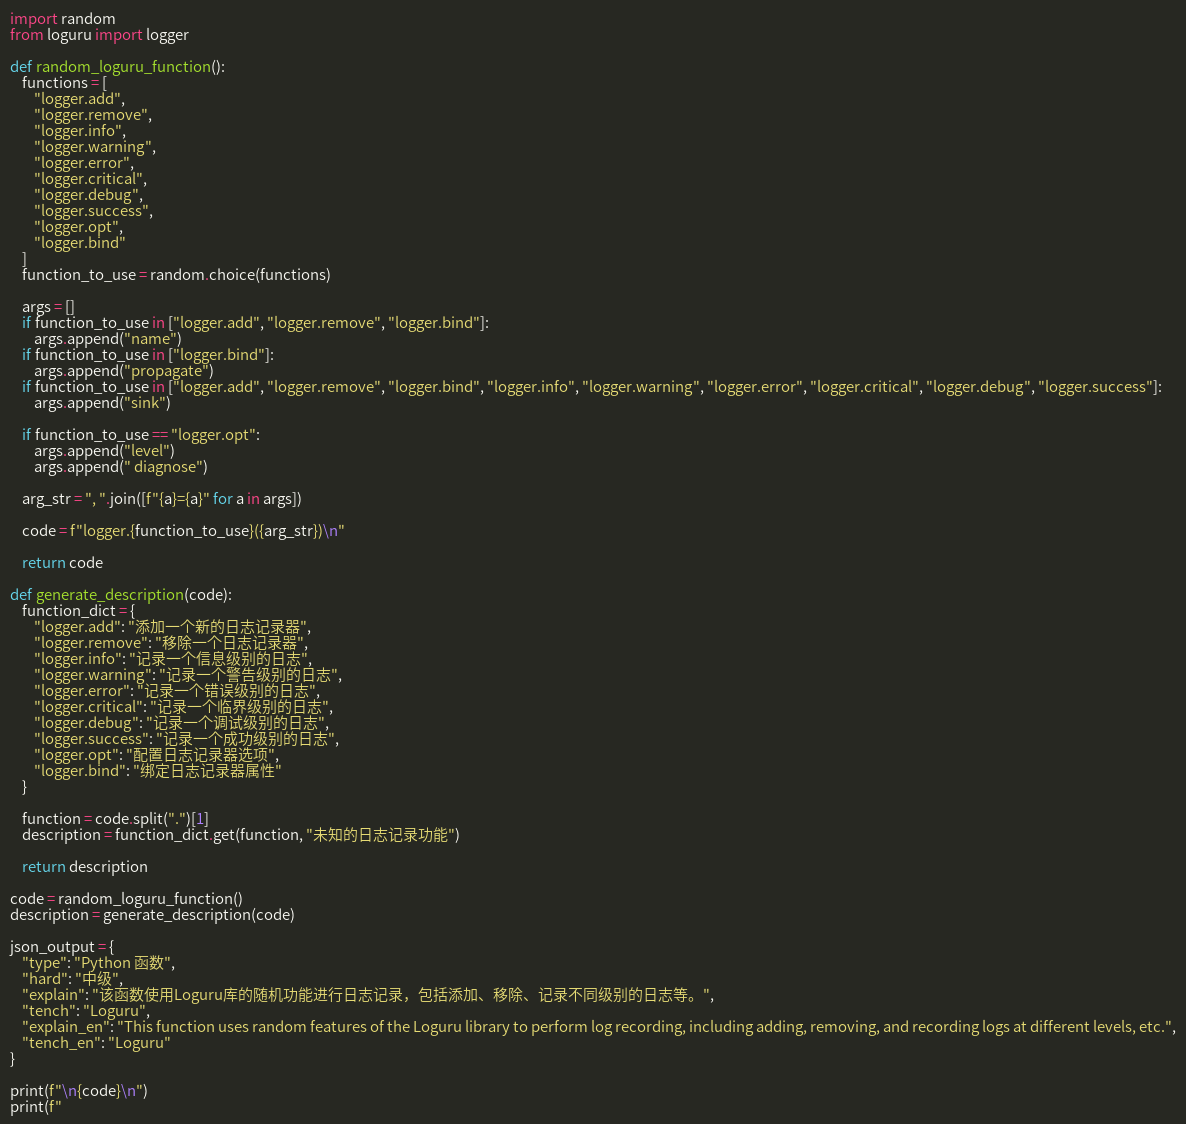 import random
from loguru import logger

def random_loguru_function():
    functions = [
        "logger.add",
        "logger.remove",
        "logger.info",
        "logger.warning",
        "logger.error",
        "logger.critical",
        "logger.debug",
        "logger.success",
        "logger.opt",
        "logger.bind"
    ]
    function_to_use = random.choice(functions)

    args = []
    if function_to_use in ["logger.add", "logger.remove", "logger.bind"]:
        args.append("name")
    if function_to_use in ["logger.bind"]:
        args.append("propagate")
    if function_to_use in ["logger.add", "logger.remove", "logger.bind", "logger.info", "logger.warning", "logger.error", "logger.critical", "logger.debug", "logger.success"]:
        args.append("sink")

    if function_to_use == "logger.opt":
        args.append("level")
        args.append(" diagnose")

    arg_str = ", ".join([f"{a}={a}" for a in args])

    code = f"logger.{function_to_use}({arg_str})\n"

    return code

def generate_description(code):
    function_dict = {
        "logger.add": "添加一个新的日志记录器",
        "logger.remove": "移除一个日志记录器",
        "logger.info": "记录一个信息级别的日志",
        "logger.warning": "记录一个警告级别的日志",
        "logger.error": "记录一个错误级别的日志",
        "logger.critical": "记录一个临界级别的日志",
        "logger.debug": "记录一个调试级别的日志",
        "logger.success": "记录一个成功级别的日志",
        "logger.opt": "配置日志记录器选项",
        "logger.bind": "绑定日志记录器属性"
    }

    function = code.split(".")[1]
    description = function_dict.get(function, "未知的日志记录功能")

    return description

code = random_loguru_function()
description = generate_description(code)

json_output = {
    "type": "Python 函数",
    "hard": "中级",
    "explain": "该函数使用Loguru库的随机功能进行日志记录，包括添加、移除、记录不同级别的日志等。",
    "tench": "Loguru",
    "explain_en": "This function uses random features of the Loguru library to perform log recording, including adding, removing, and recording logs at different levels, etc.",
    "tench_en": "Loguru"
}

print(f"\n{code}\n")
print(f"